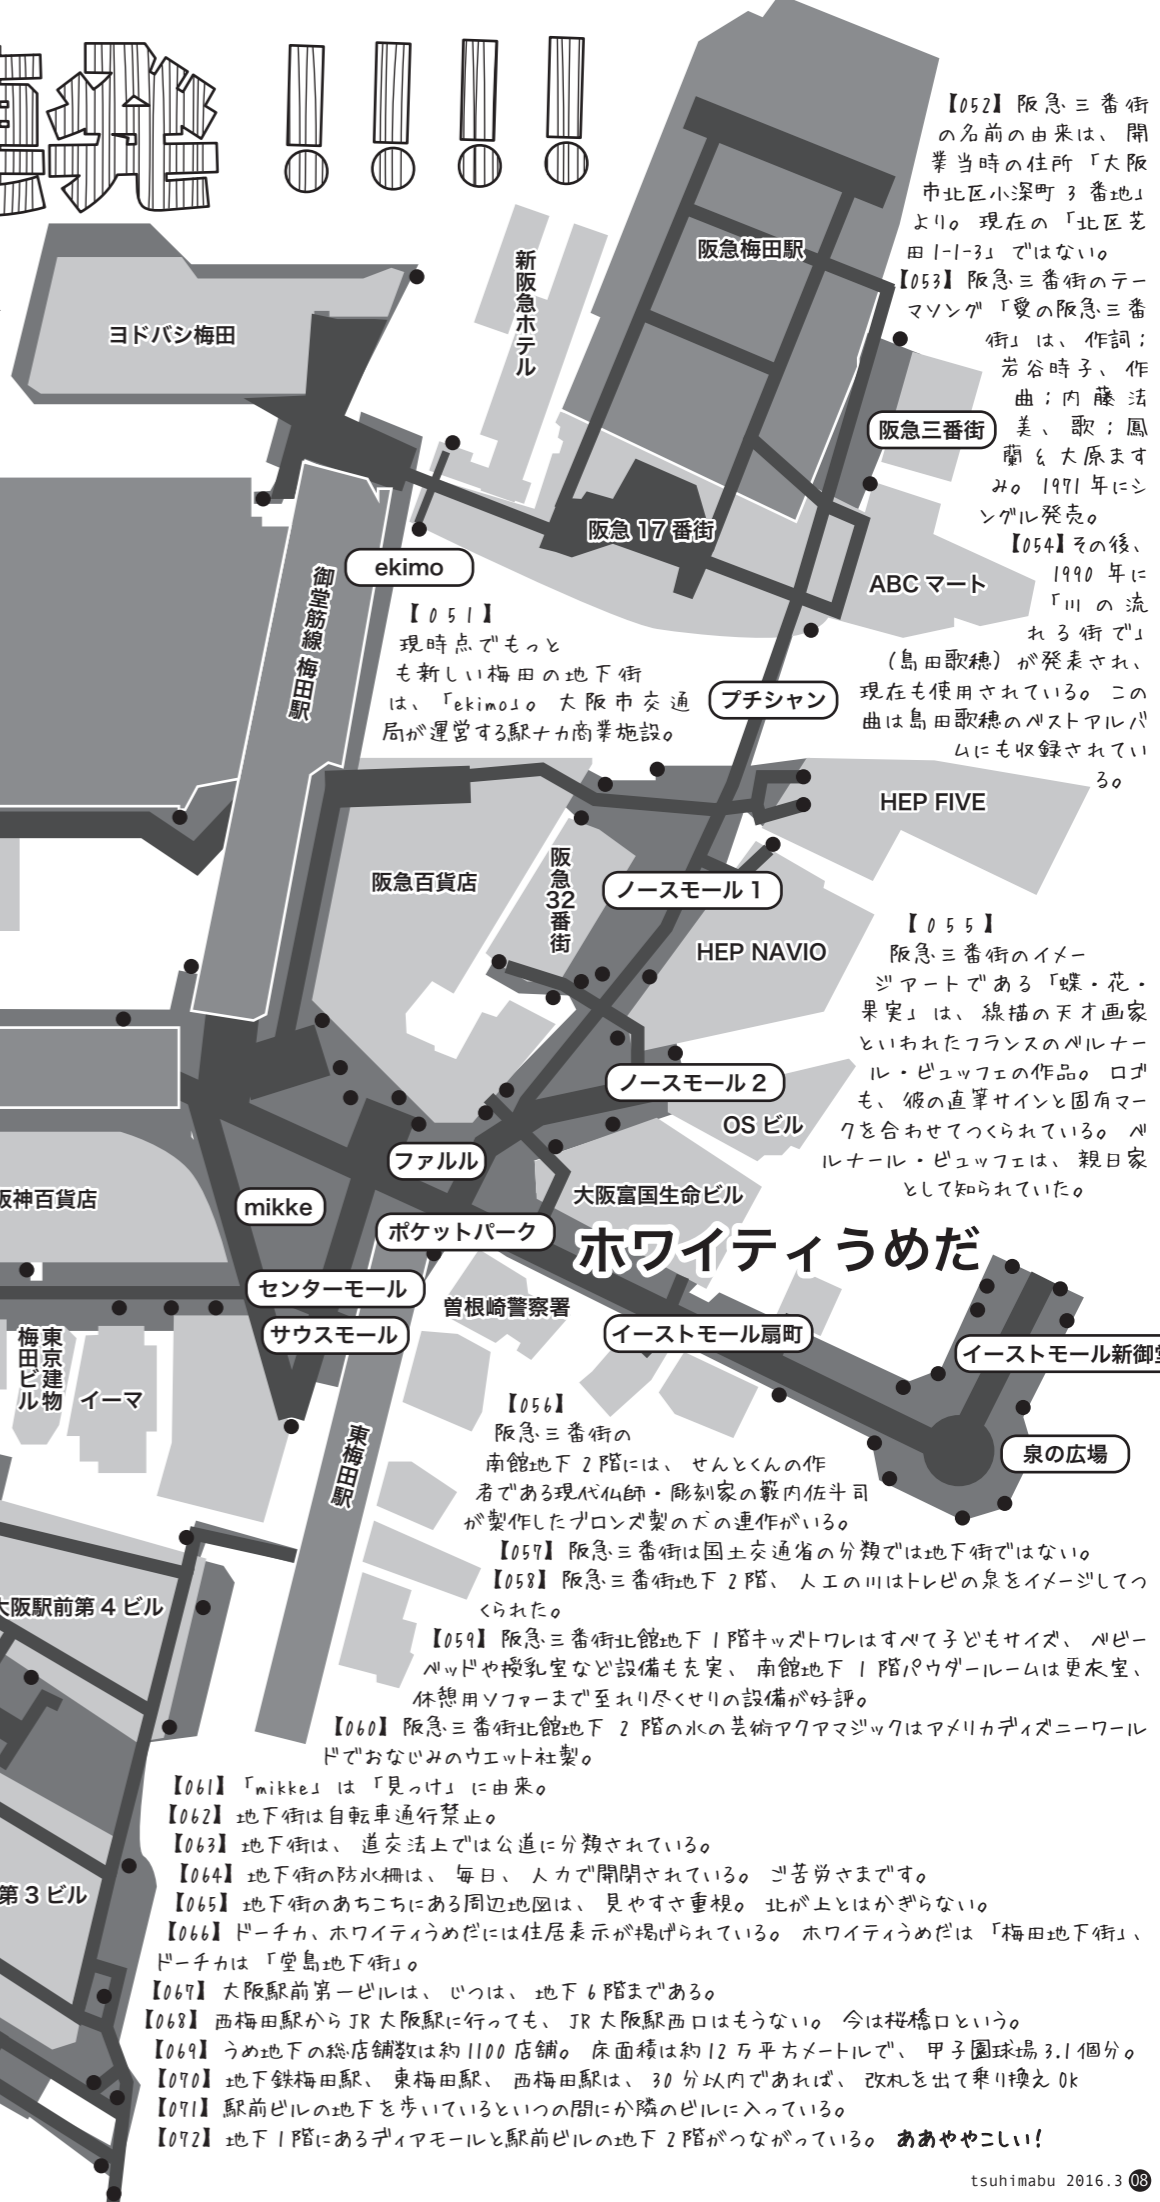 ！！！！
【052】阪急三番街
の名前の由来は、開
業当時の住所「大阪
市北区小深町 3 番地」
より。現在の「北区芝
田1-1-3」ではない。
【053】阪急三番街のテー
マソング「愛の阪急三番
街」は、作詞；
岩谷時子、作
曲；内藤法
美、歌；鳳
蘭 & 大原ます
み。1971 年にシ
ングル発売。
【054】その後、
1990 年に
「川の流
れる街で」
（島田歌穂）が発表され、
現在も使用されている。この
曲は島田歌穂のベストアルバ
ムにも収録されてい
る。
阪急梅田駅
新阪急ホテル
ヨドバシ梅田
阪急三番街
阪急 17 番街
ABC マート
ekimo
御堂筋線 梅田駅
【051】
現時点でもっと
も新しい梅田の地下街
は、「ekimo」。大阪市交通
局が運営する駅ナカ商業施設。
プチシャン
HEP FIVE
阪急百貨店
阪急32番街
ノースモール 1
HEP NAVIO
【055】
阪急三番街のイメー
ジアートである「蝶・花・
果実」は、線描の天才画家
といわれたフランスのベルナー
ル・ビュッフェの作品。ロゴ
も、彼の直筆サインと固有マー
クを合わせてつくられている。ベ
ルナール・ビュッフェは、親日家
として知られていた。
ノースモール 2
OS ビル
ファルル
大阪富国生命ビル
阪神百貨店
mikke
ポケットパーク
ホワイティうめだ
センターモール
曽根崎警察署
サウスモール
イーストモール扇町
イーストモール新御堂
東京建物
梅田ビル
イーマ
東梅田駅
泉の広場
【056】
阪急三番街の
南館地下 2 階には、せんとくんの作
者である現代仏師・彫刻家の籔内佐斗司
が製作したブロンズ製の犬の連作がいる。
【057】阪急三番街は国土交通省の分類では地下街ではない。
【058】阪急三番街地下 2 階、人工の川はトレビの泉をイメージしてつ
くられた。
大阪駅前第 4 ビル
【059】阪急三番街北館地下 1 階キッズトワレはすべて子どもサイズ、ベビー
ベッドや授乳室など設備も充実、南館地下 1 階パウダールームは更衣室、
休憩用ソファーまで至れり尽くせりの設備が好評。
【060】阪急三番街北館地下 2 階の水の芸術アクアマジックはアメリカディズニーワール
ドでおなじみのウエット社製。
【061】「mikke」は「見っけ」に由来。
【062】地下街は自転車通行禁止。
【063】地下街は、道交法上では公道に分類されている。
【064】地下街の防水柵は、毎日、人力で開閉されている。ご苦労さまです。
第 3 ビル
【065】地下街のあちこちにある周辺地図は、見やすさ重視。北が上とはかぎらない。
【066】ドーチカ、ホワイティうめだには住居表示が掲げられている。ホワイティうめだは「梅田地下街」、
ドーチカは「堂島地下街」。
【067】大阪駅前第一ビルは、じつは、地下 6 階まである。
【068】西梅田駅から JR 大阪駅に行っても、JR 大阪駅西口はもうない。今は桜橋口という。
【069】うめ地下の総店舗数は約 1100 店舗。床面積は約 12 万平方メートルで、甲子園球場 3.1 個分。
【070】地下鉄梅田駅、東梅田駅、西梅田駅は、30 分以内であれば、改札を出て乗り換え Ok
【071】駅前ビルの地下を歩いているといつの間にか隣のビルに入っている。
【072】地下 1 階にあるディアモールと駅前ビルの地下 2 階がつながっている。ああややこしい！
tsuhimabu 2016.3 08